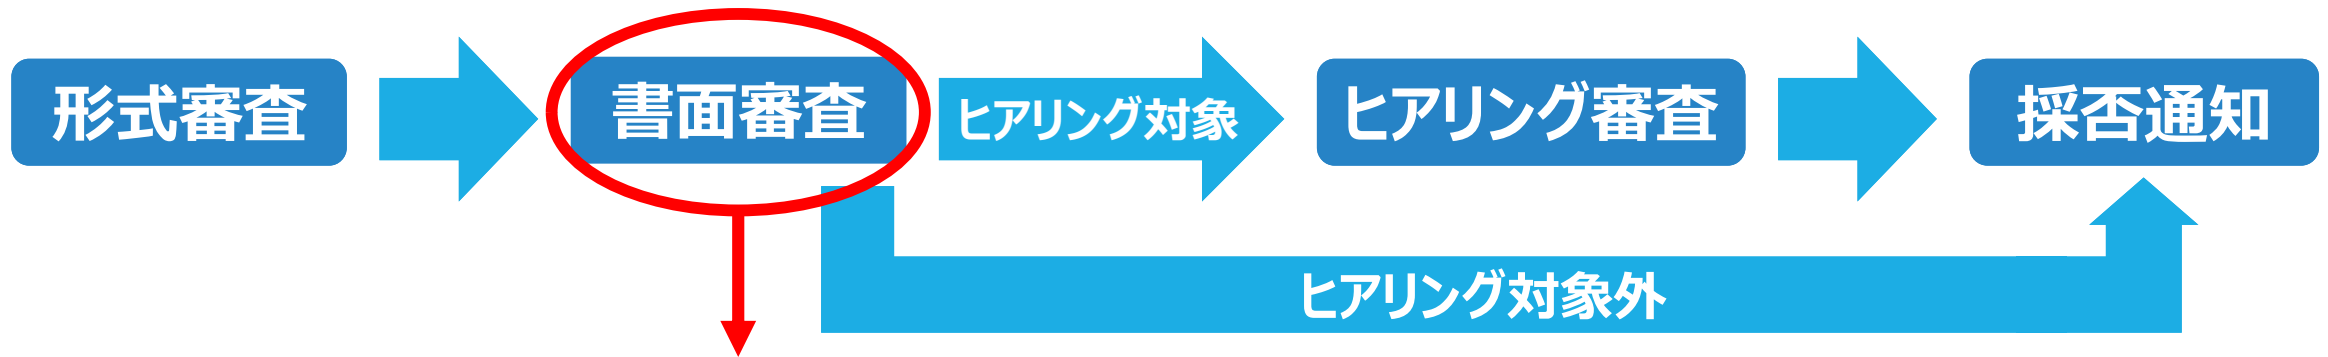 形式審査
書面審査
ヒアリング対象
ヒアリング審査
採否通知
ヒアリング対象外